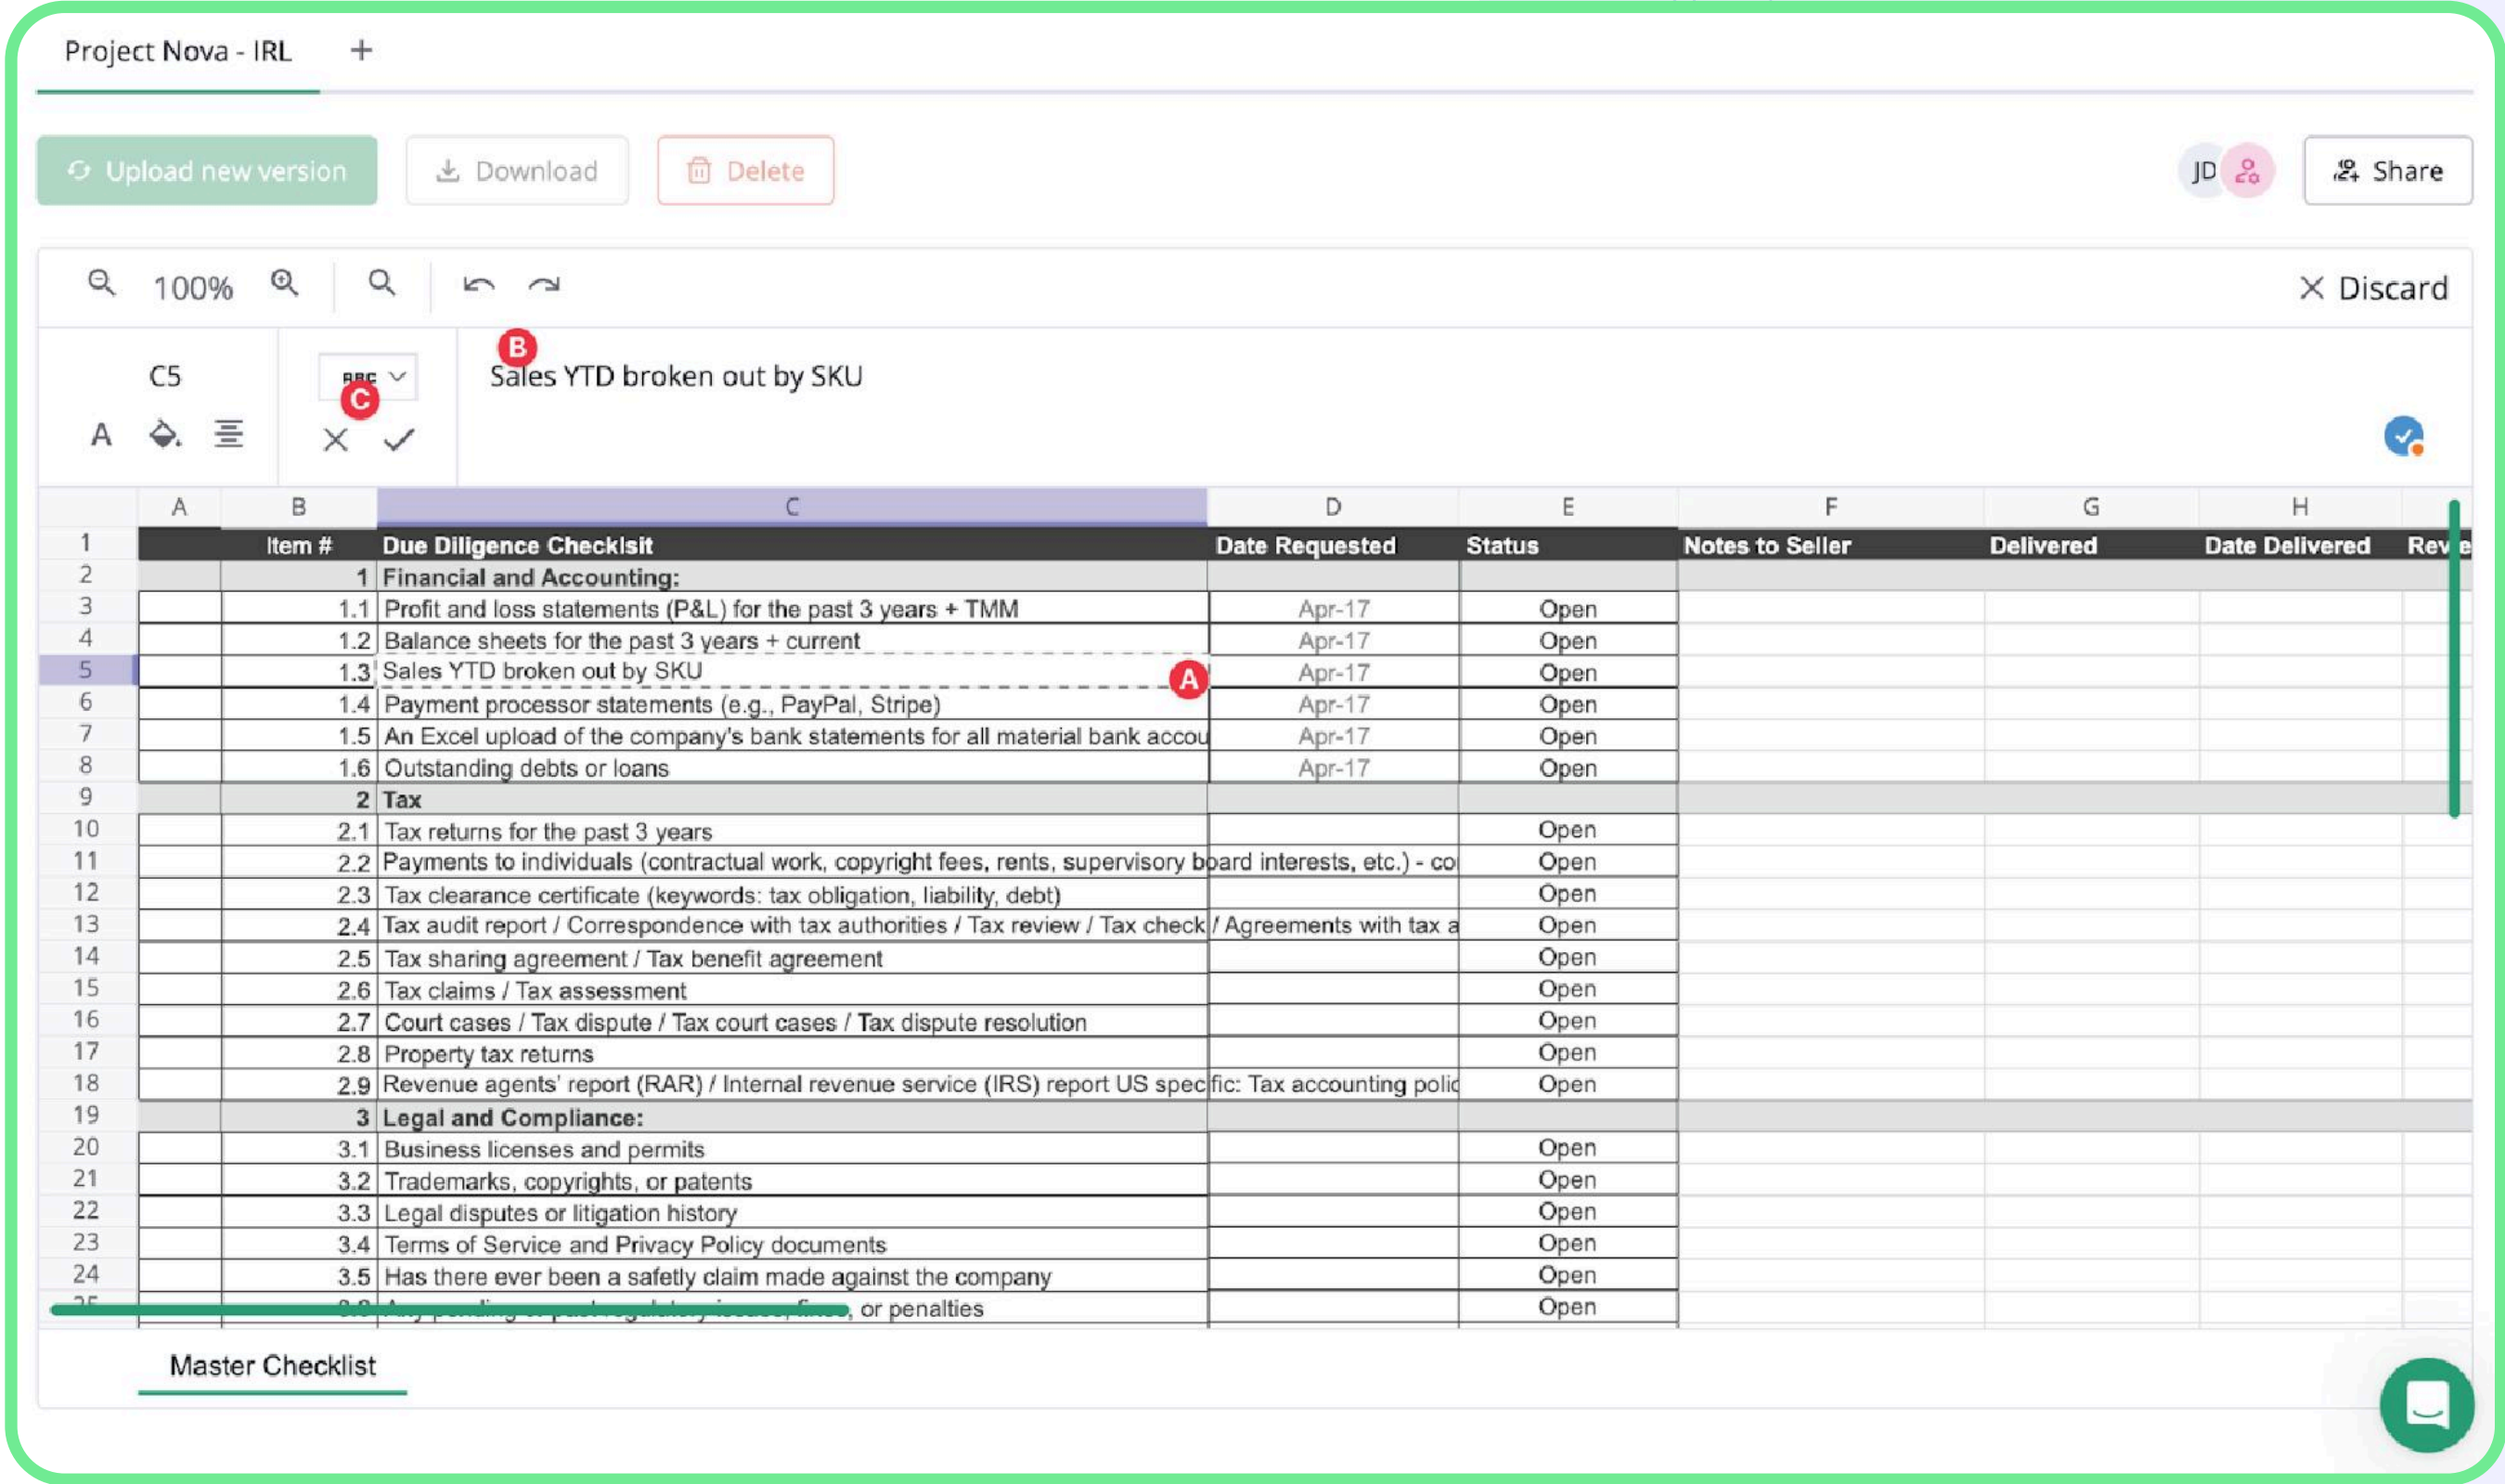 Project Nova - IRL +
Upload new version Download Delete JD Share
100% Discard
B
C5 ABC Sales YTD broken out by SKU
C
A
A B C D E F G H
1 Item # Due Diligence Checklsit Date Requested Status Notes to Seller Delivered Date Delivered Revie
2 1 Financial and Accounting:
3 1.1 Profit and loss statements (P&L) for the past 3 years + TMM Apr-17 Open
4 1.2 Balance sheets for the past 3 years + current Apr-17 Open
5 1.3 Sales YTD broken out by SKU A Apr-17 Open
6 1.4 Payment processor statements (e.g., PayPal, Stripe) Apr-17 Open
7 1.5 An Excel upload of the company's bank statements for all material bank accou Apr-17 Open
8 1.6 Outstanding debts or loans Apr-17 Open
9 2 Tax
10 2.1 Tax returns for the past 3 years Open
11 2.2 Payments to individuals (contractual work, copyright fees, rents, supervisory board interests, etc.) - co Open
12 2.3 Tax clearance certificate (keywords: tax obligation, liability, debt) Open
13 2.4 Tax audit report / Correspondence with tax authorities / Tax review / Tax check / Agreements with tax a Open
14 2.5 Tax sharing agreement / Tax benefit agreement Open
15 2.6 Tax claims / Tax assessment Open
16 2.7 Court cases / Tax dispute / Tax court cases / Tax dispute resolution Open
17 2.8 Property tax returns Open
18 2.9 Revenue agents' report (RAR) / Internal revenue service (IRS) report US specific: Tax accounting polic Open
19 3 Legal and Compliance:
20 3.1 Business licenses and permits Open
21 3.2 Trademarks, copyrights, or patents Open
22 3.3 Legal disputes or litigation history Open
23 3.4 Terms of Service and Privacy Policy documents Open
24 3.5 Has there ever been a safetly claim made against the company Open
or penalties Open
Master Checklist